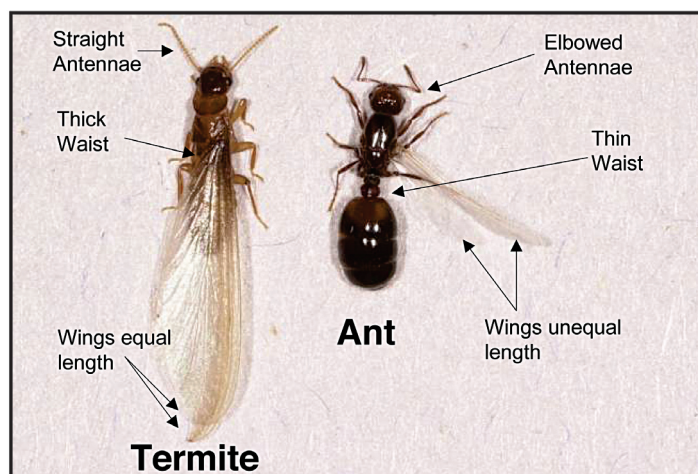 Straight
Antennae
Elbowed
Antennae
Thick
Waist
Thin
Waist
Wings equal
length
Wings unequal
length
Ant
Termite